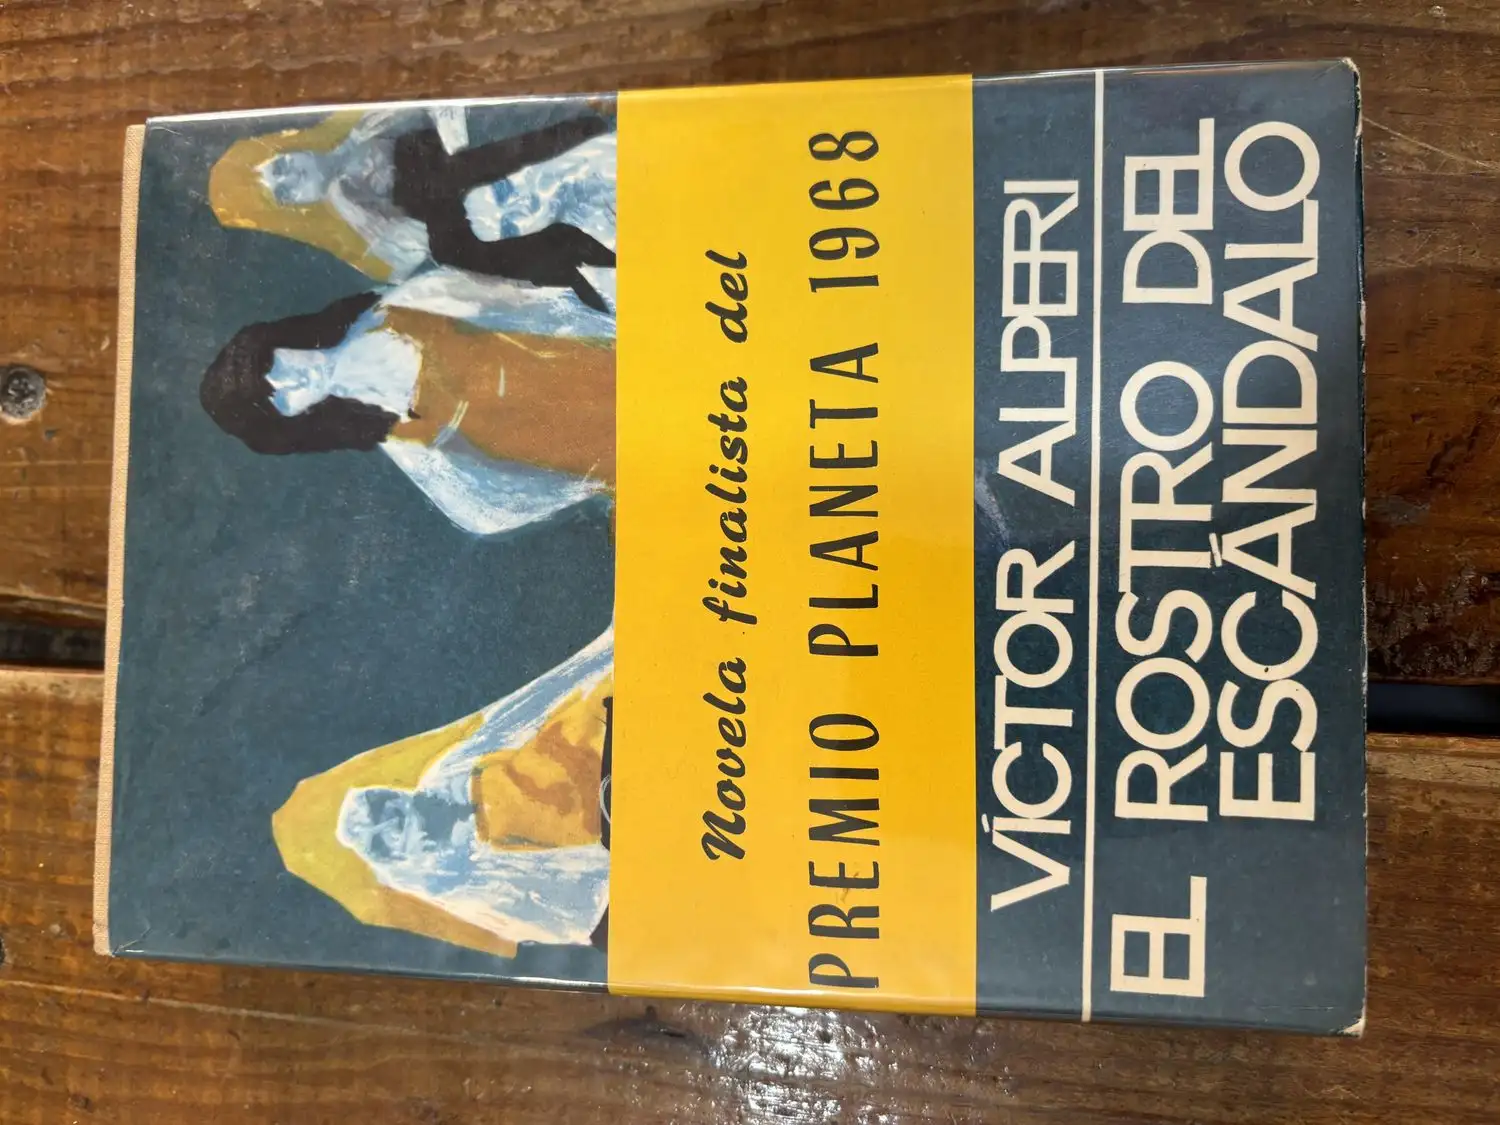 Novela finalista del
PREMIO PLANETA 1968
VÍCTOR ALPERI
EL ROSTRO DEL
ESCÁNDALO